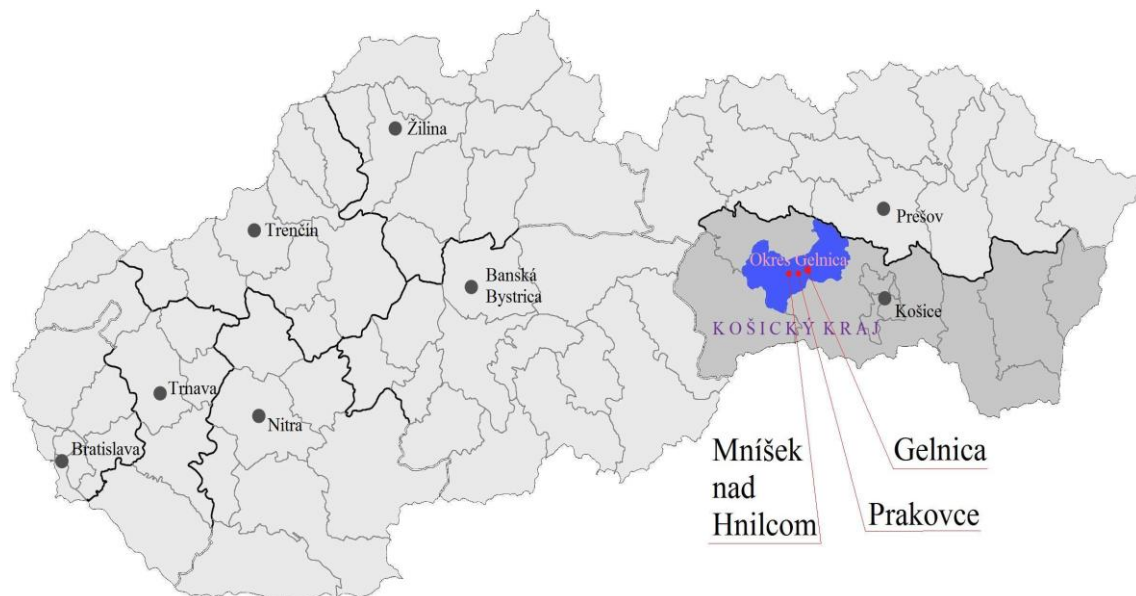 Žilina
Prešov
Trenčín
Okres Gelnica
Banská
Bystrica
Košice
KOŠICKÝ KRAJ
Trnava
Nitra
Bratislava
Mníšek
nad
Hnilcom
Gelnica
Prakovce